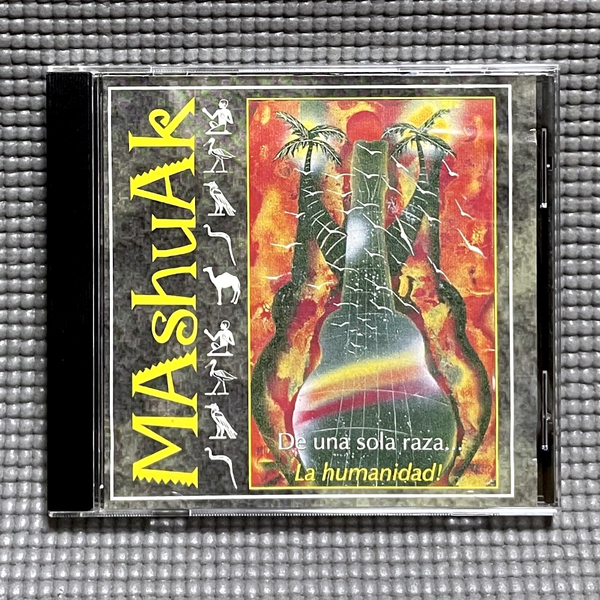 MAshuAk
De una sola raza...
La humanidad!